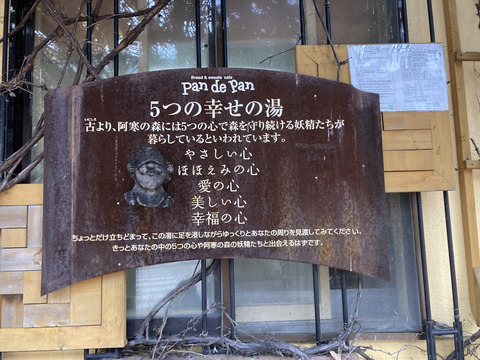 Bread & sweets cafe
Pan de Pan
5つの幸せの湯
いにしえ
古より、阿寒の森には5つの心で森を守り続ける妖精たちが
暮らしているといわれています。
やさしい心
ほほえみの心
愛の心
美しい心
幸福の心
ちょっとだけ立ちどまって、この湯に足を浸しながらゆっくりとあなたの周りを見渡してみてください。
きっとあなたの中の5つの心や阿寒の森の妖精たちと出会えるはずです。